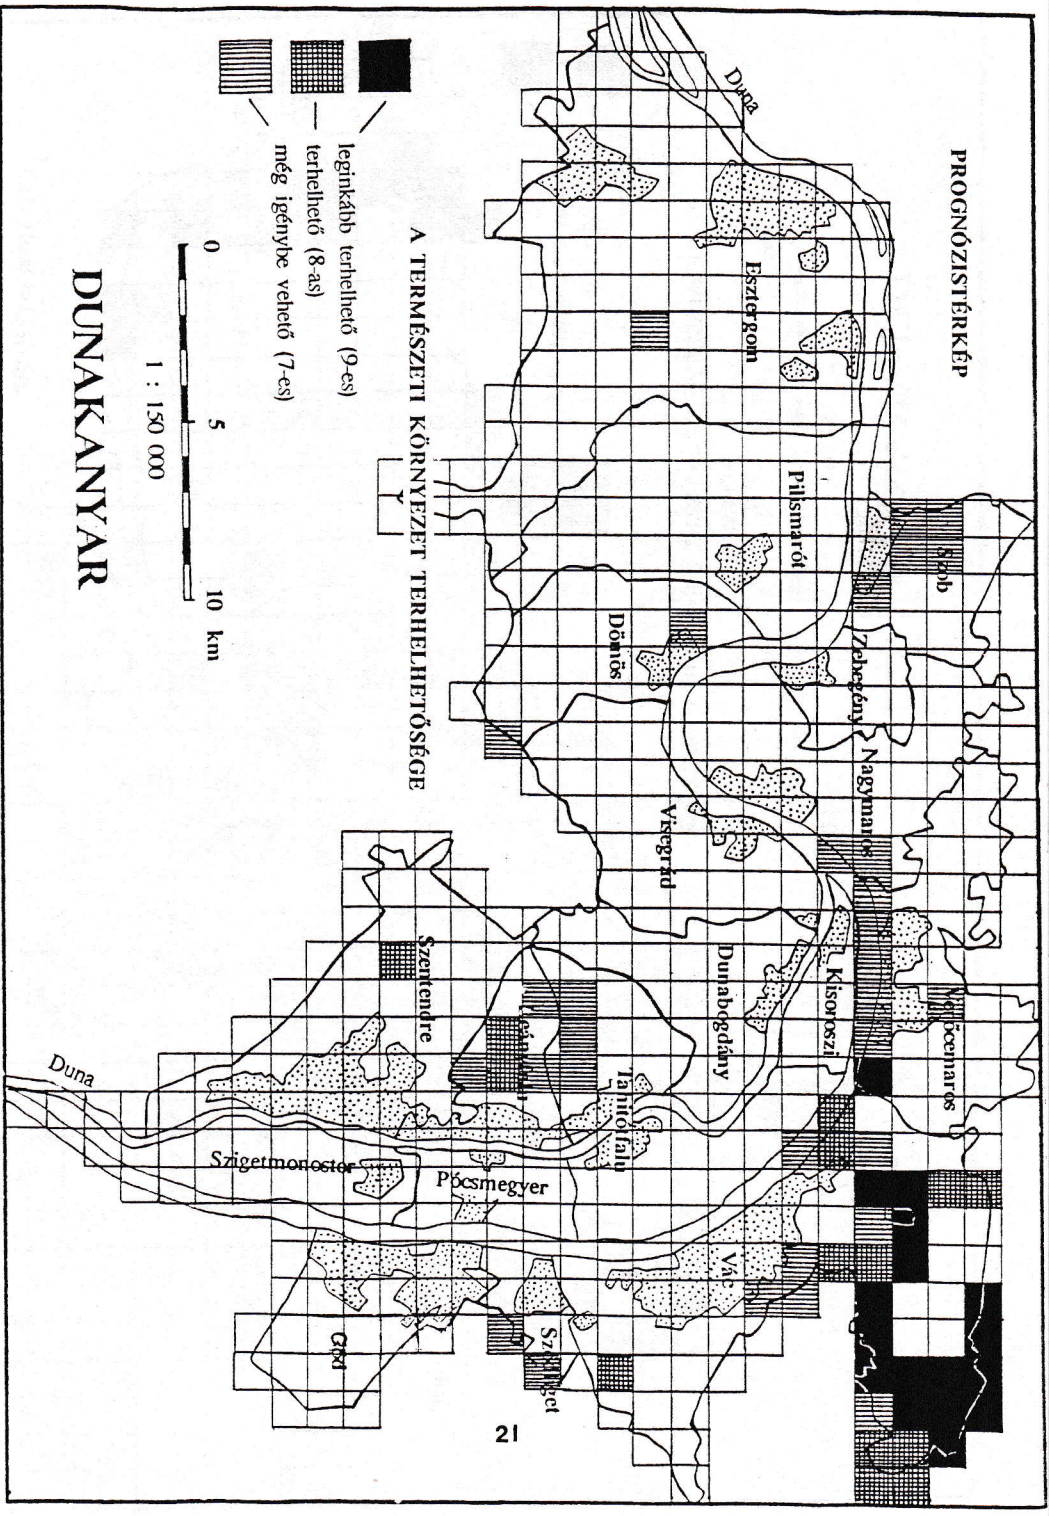 PROGNÓZISTÉRKÉP
Duna
Esztergom
Pilismarót
Szob
Dömös
Zebegény
Nagymaros
Visegrád
Dunabogdány
Kisoroszi
Verőcemaros
Szentendre
Leányfalu
Tahitótfalu
Duna
Szigetmonostor
Pócsmegyer
Vác
Göd
A TERMÉSZETI KÖRNYEZET TERHELHETŐSÉGE
leginkább terhelhető (9-es)
terhelhető (8-as)
még igénybe vehető (7-es)
0 5 10 km
1 : 150 000
DUNAKANYAR
21